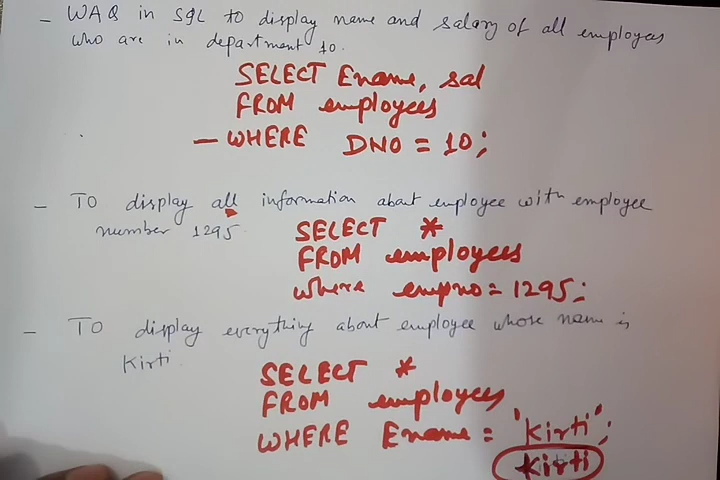 - WAQ in SQL to display name and salary of all employees
who are in department 10.
SELECT Ename, sal
FROM employees
- WHERE DNO = 10;
- TO display all information about employee with employee
number 1295.
SELECT *
FROM employees
where empno = 1295;
- TO display everything about employee whose name is
Kirti.
SELECT *
FROM employees
WHERE Ename = 'Kirti';
Kirti